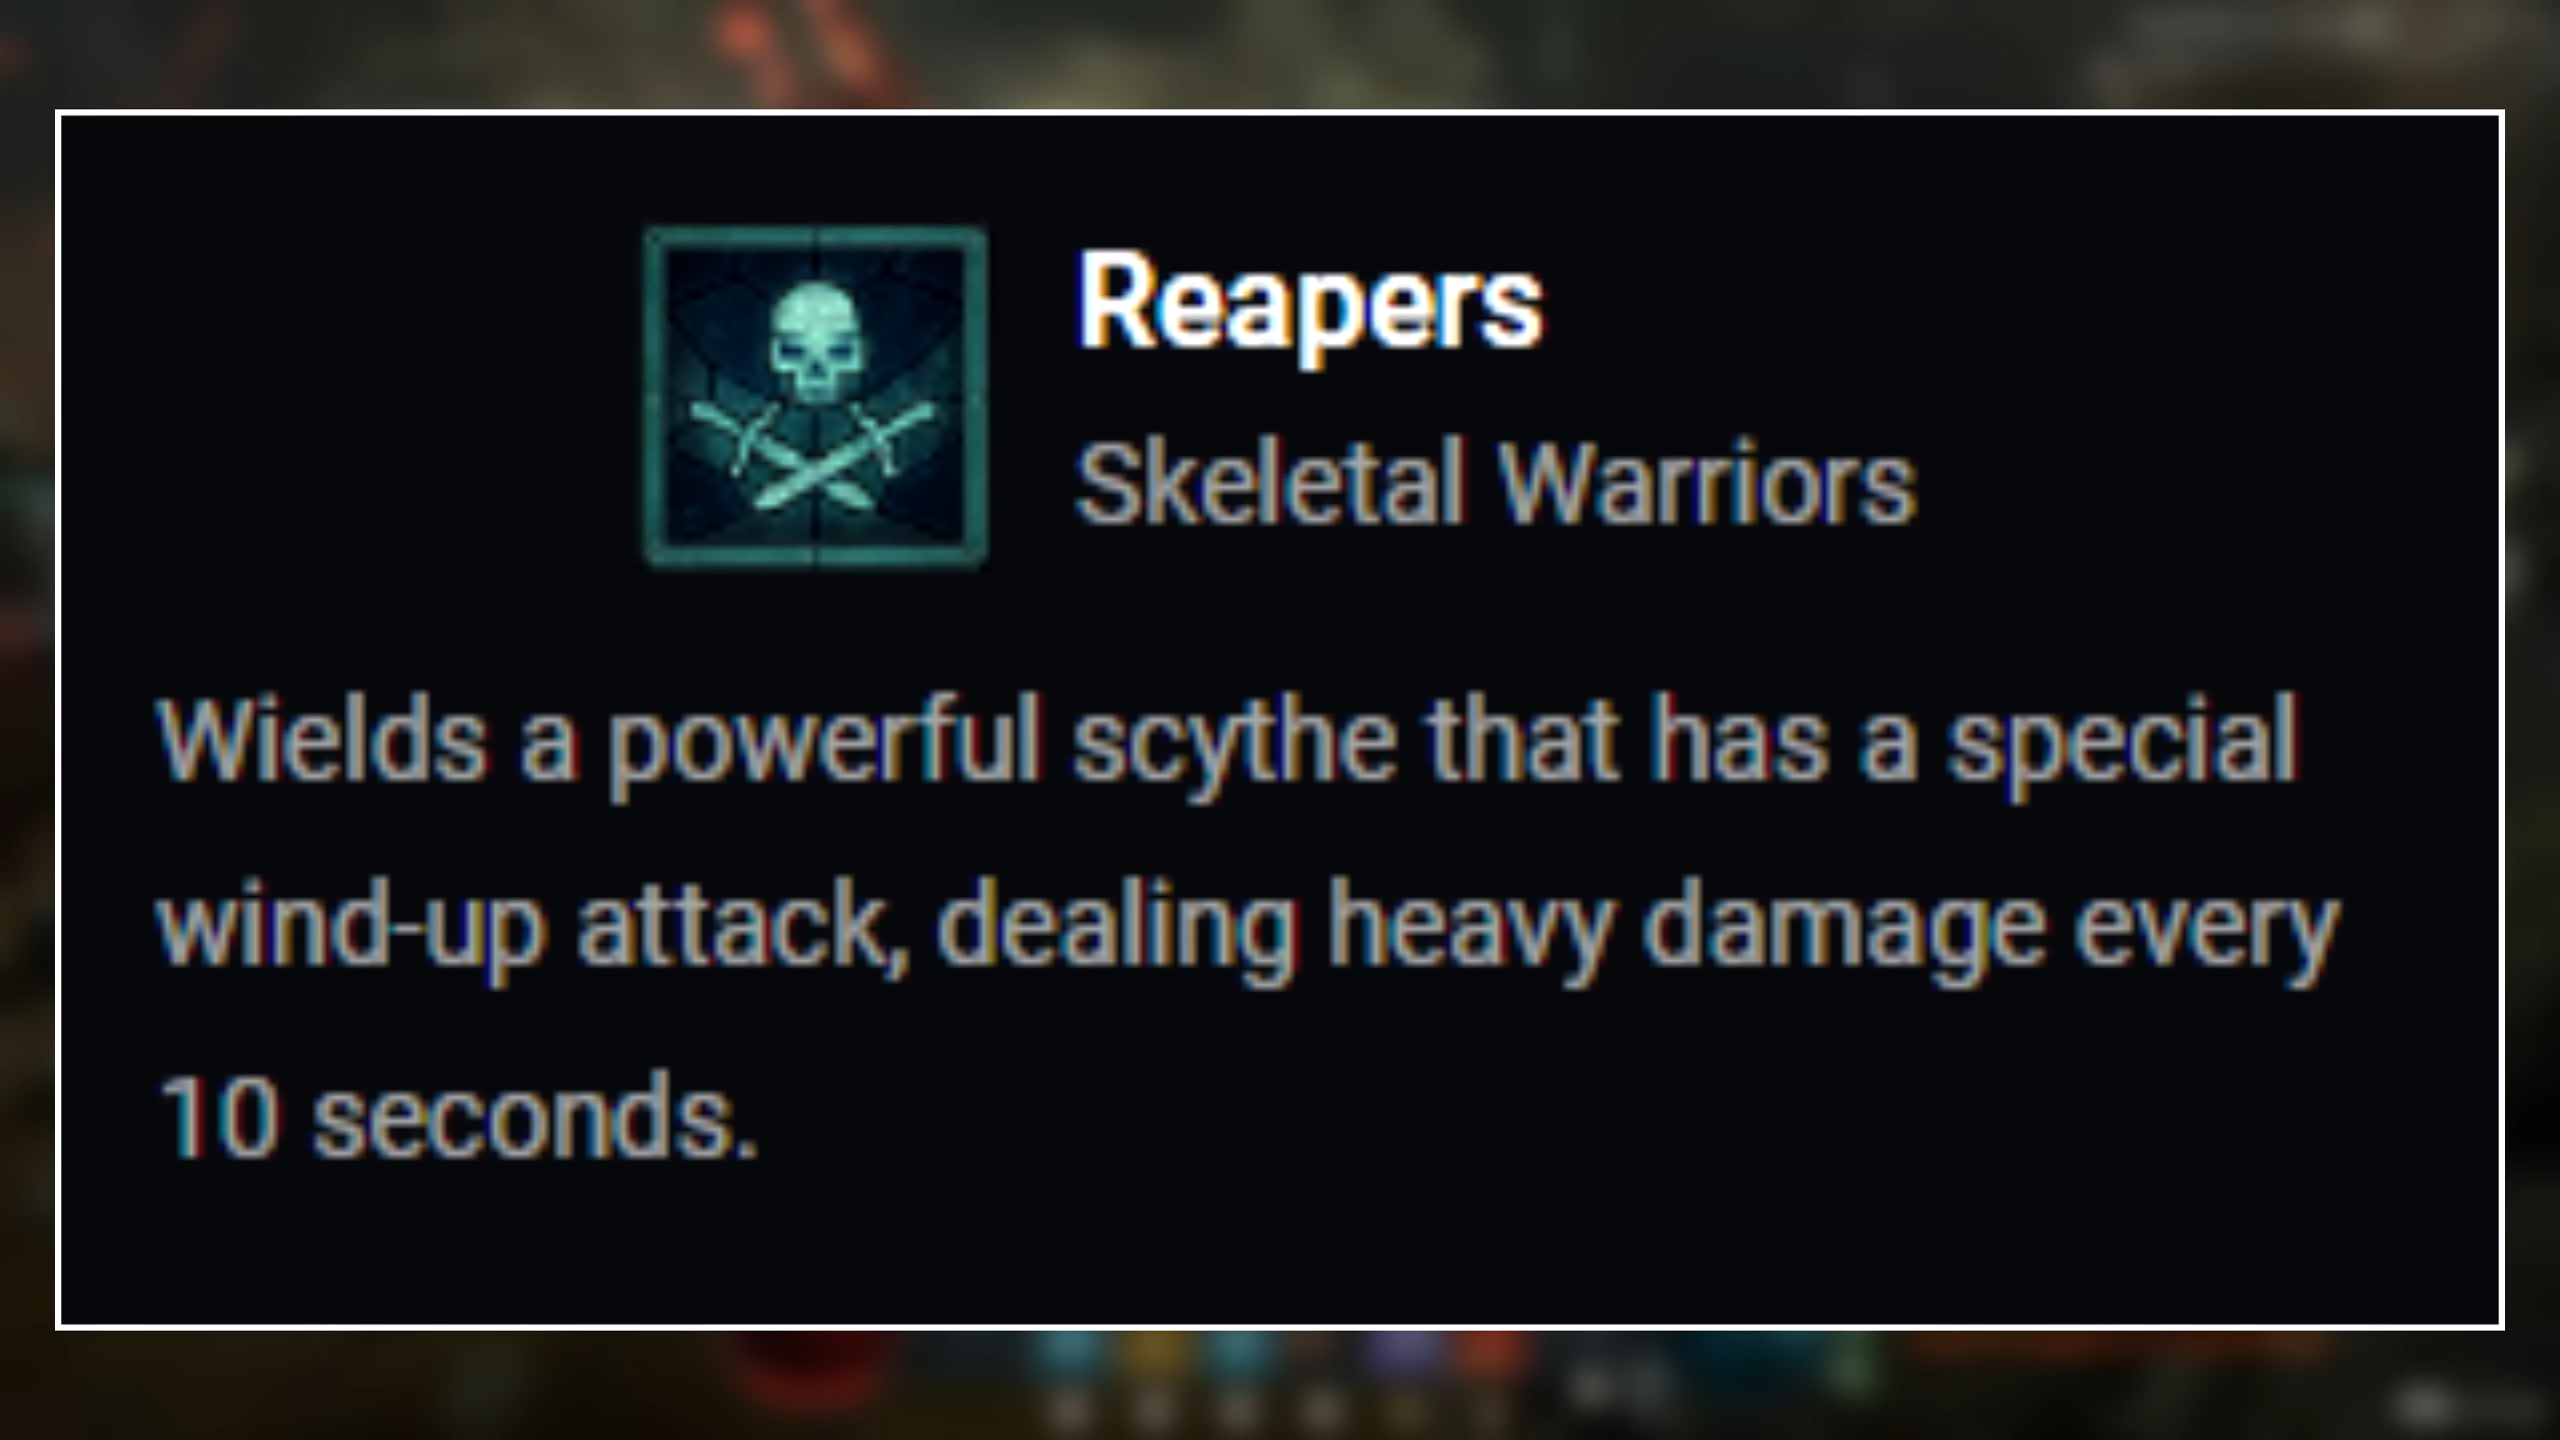 Reapers
Skeletal Warriors
Wields a powerful scythe that has a special
wind-up attack, dealing heavy damage every
10 seconds.